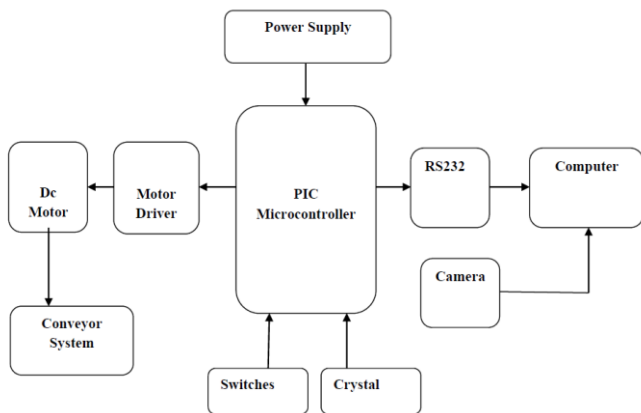 Power Supply
Dc
Motor
Motor
Driver
PIC
Microcontroller
RS232
Computer
Camera
Conveyor
System
Switches
Crystal